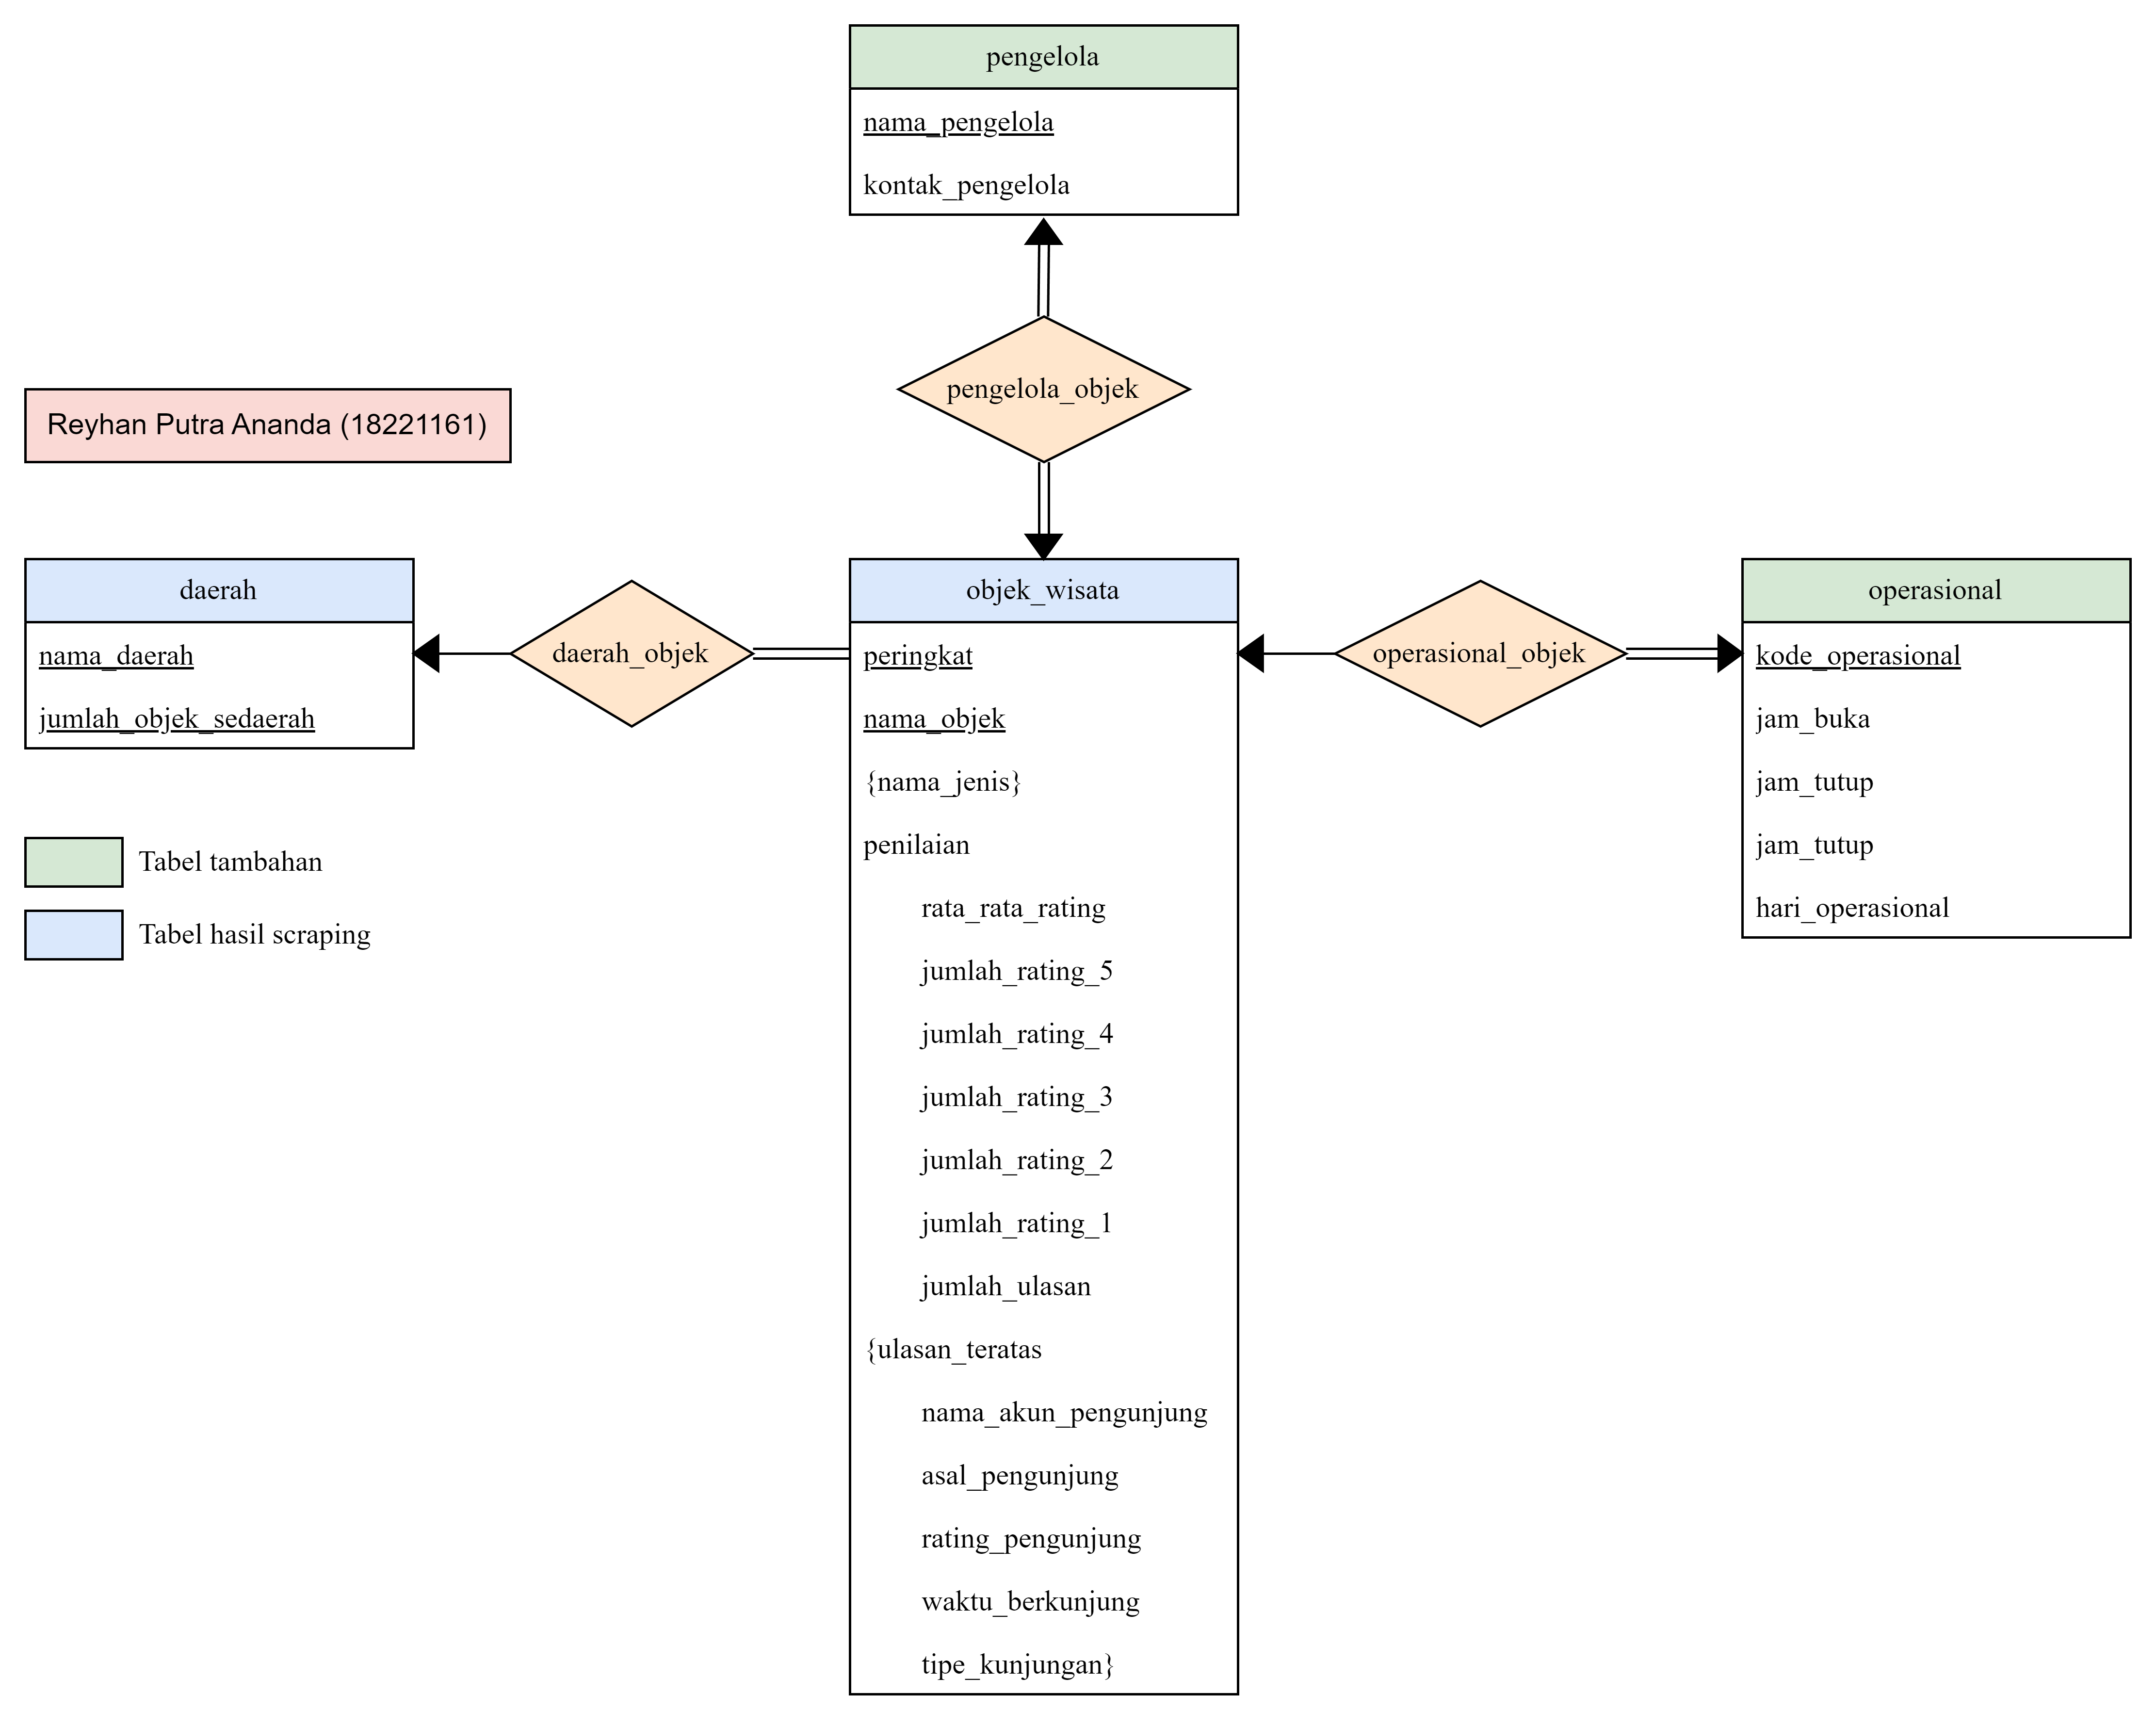 pengelola
nama_pengelola
kontak_pengelola
pengelola_objek
Reyhan Putra Ananda (18221161)
daerah
nama_daerah
jumlah_objek_sedaerah
daerah_objek
objek_wisata
peringkat
nama_objek
{nama_jenis}
penilaian
rata_rata_rating
jumlah_rating_5
jumlah_rating_4
jumlah_rating_3
jumlah_rating_2
jumlah_rating_1
jumlah_ulasan
{ulasan_teratas
nama_akun_pengunjung
asal_pengunjung
rating_pengunjung
waktu_berkunjung
tipe_kunjungan}
operasional_objek
operasional
kode_operasional
jam_buka
jam_tutup
jam_tutup
hari_operasional
Tabel tambahan
Tabel hasil scraping